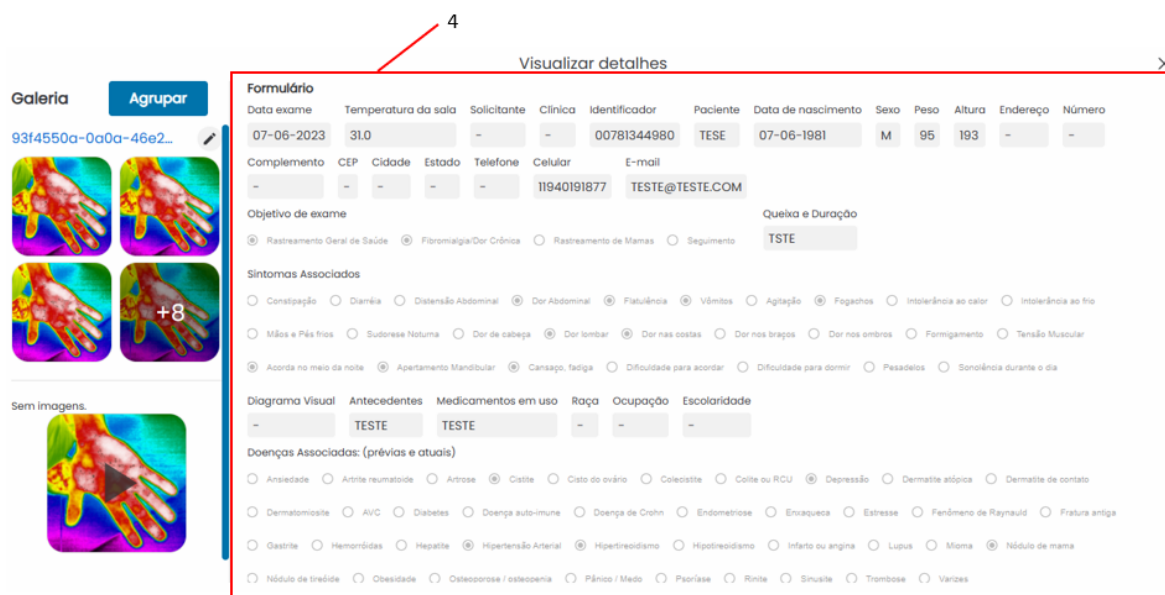 4
Visualizar detalhes
Galeria
Agrupar
93f4550a-0a0a-46e2...
+8
Sem imagens.
Formulário
Data exame Temperatura da sala Solicitante Clínica Identificador Paciente Data de nascimento Sexo Peso Altura Endereço Número
07-06-2023 31.0 - - 00781344980 TESE 07-06-1981 M 95 193 - -
Complemento CEP Cidade Estado Telefone Celular E-mail
- - - - - 11940191877 TESTE@TESTE.COM
Objetivo de exame Queixa e Duração
Rastreamento Geral de Saúde Fibromialgia/Dor Crônica Rastreamento de Mamas Seguimento TSTE
Sintomas Associados
Constipação Diarréia Distensão Abdominal Dor Abdominal Flatulência Vômitos Agitação Fogachos Intolerância ao calor Intolerância ao frio
Mãos e Pés frios Sudorese Noturna Dor de cabeça Dor lombar Dor nas costas Dor nos braços Dor nos ombros Formigamento Tensão Muscular
Acorda no meio da noite Apertamento Mandibular Cansaço, fadiga Dificuldade para acordar Dificuldade para dormir Pesadelos Sonolência durante o dia
Diagrama Visual Antecedentes Medicamentos em uso Raça Ocupação Escolaridade
- TESTE TESTE - - -
Doenças Associadas: (prévias e atuais)
Ansiedade Artrite reumatoide Artrose Cistite Cisto do ovário Colecistite Colite ou RCU Depressão Dermatite atópica Dermatite de contato
Dermatomiosite AVC Diabetes Doença auto-imune Doença de Crohn Endometriose Enxaqueca Estresse Fenômeno de Raynauld Fratura antiga
Gastrite Hemorróidas Hepatite Hipertensão Arterial Hipertireoidismo Hipotireoidismo Infarto ou angina Lupus Mioma Nódulo de mama
Nódulo de tireóide Obesidade Osteoporose / osteopenia Pânico / Medo Psoríase Rinite Sinusite Trombose Varizes